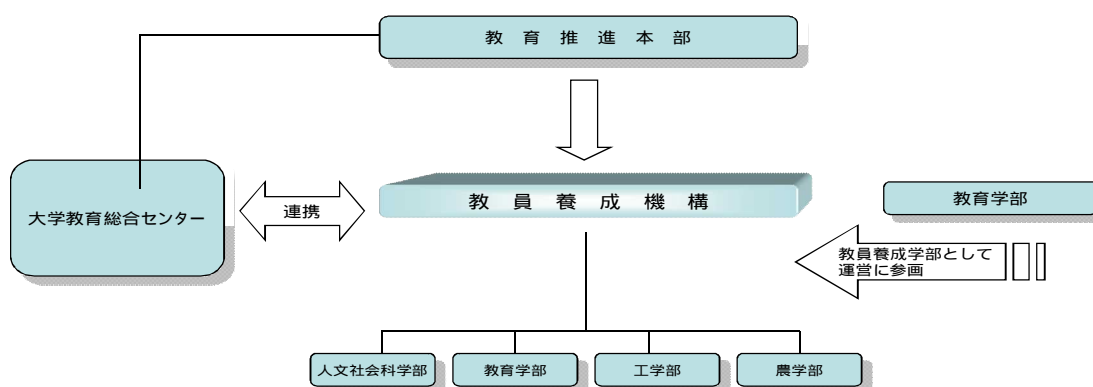 教育推進本部
大学教育総合センター
連携
教員養成機構
教育学部
教員養成学部として
運営に参画
人文社会科学部
教育学部
工学部
農学部